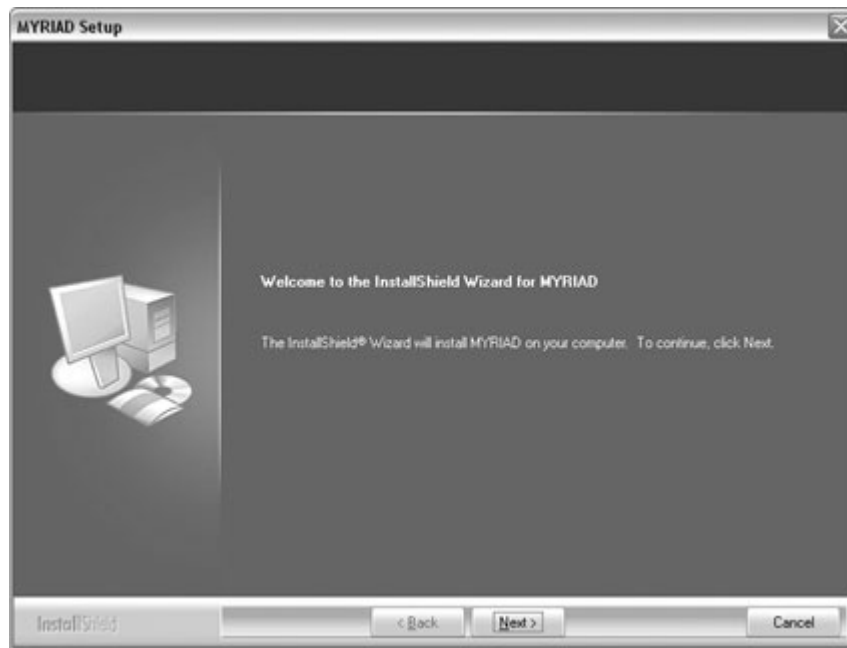 MYRIAD Setup
Welcome to the InstallShield Wizard for MYRIAD
The InstallShield® Wizard will install MYRIAD on your computer. To continue, click Next.
InstallShield
< Back
Next >
Cancel